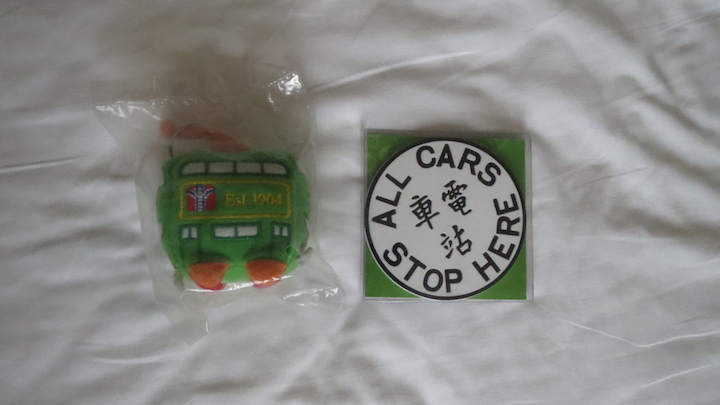 Est. 1904
ALL CARS
電車站
STOP HERE